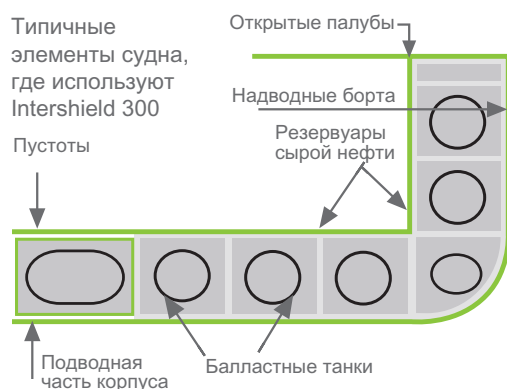 Типичные
элементы судна,
где используют
Intershield 300
Открытые палубы
Надводные борта
Резервуары
сырой нефти
Пустоты
Подводная
часть корпуса
Балластные танки